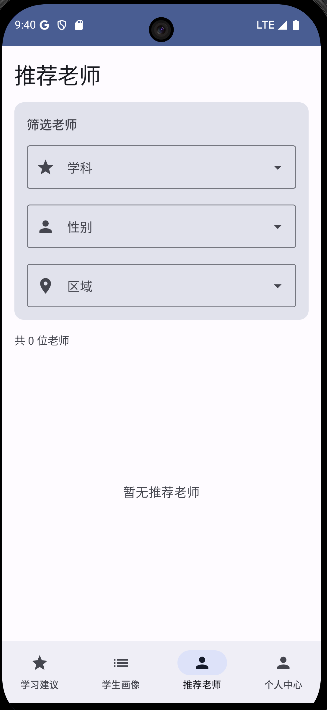 9:40
LTE
推荐老师
筛选老师
学科
性别
区域
共 0 位老师
暂无推荐老师
学习建议
学生画像
推荐老师
个人中心